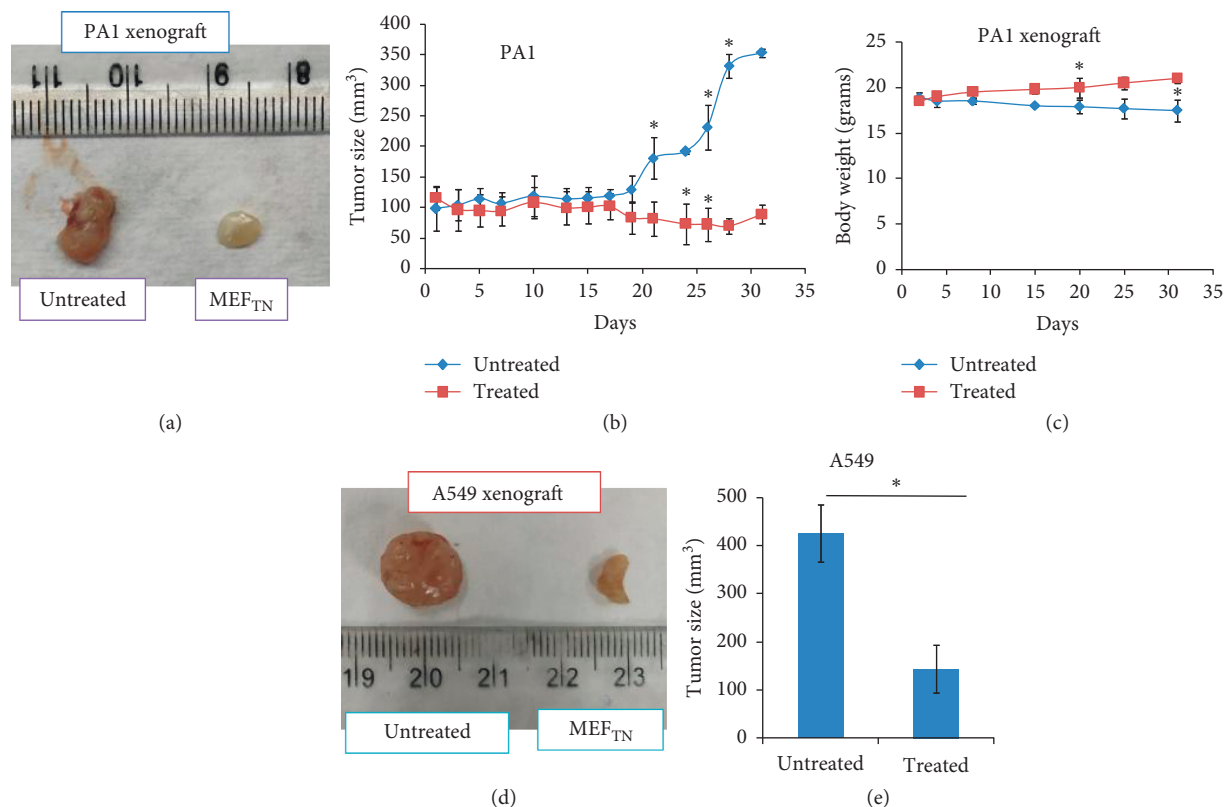 PA1 xenograft
11 10 9 8
Untreated
MEF_TN
(a)
PA1
Tumor size (mm³)
400
350
300
250
200
150
100
50
0
* * * * *
0 5 10 15 20 25 30 35
Days
Untreated
Treated
(b)
PA1 xenograft
Body weight (grams)
25
20
15
10
5
0
* *
0 5 10 15 20 25 30 35
Days
Untreated
Treated
(c)
A549 xenograft
19 20 21 22 23
Untreated
MEF_TN
(d)
A549
Tumor size (mm³)
500
400
300
200
100
0
*
Untreated Treated
(e)